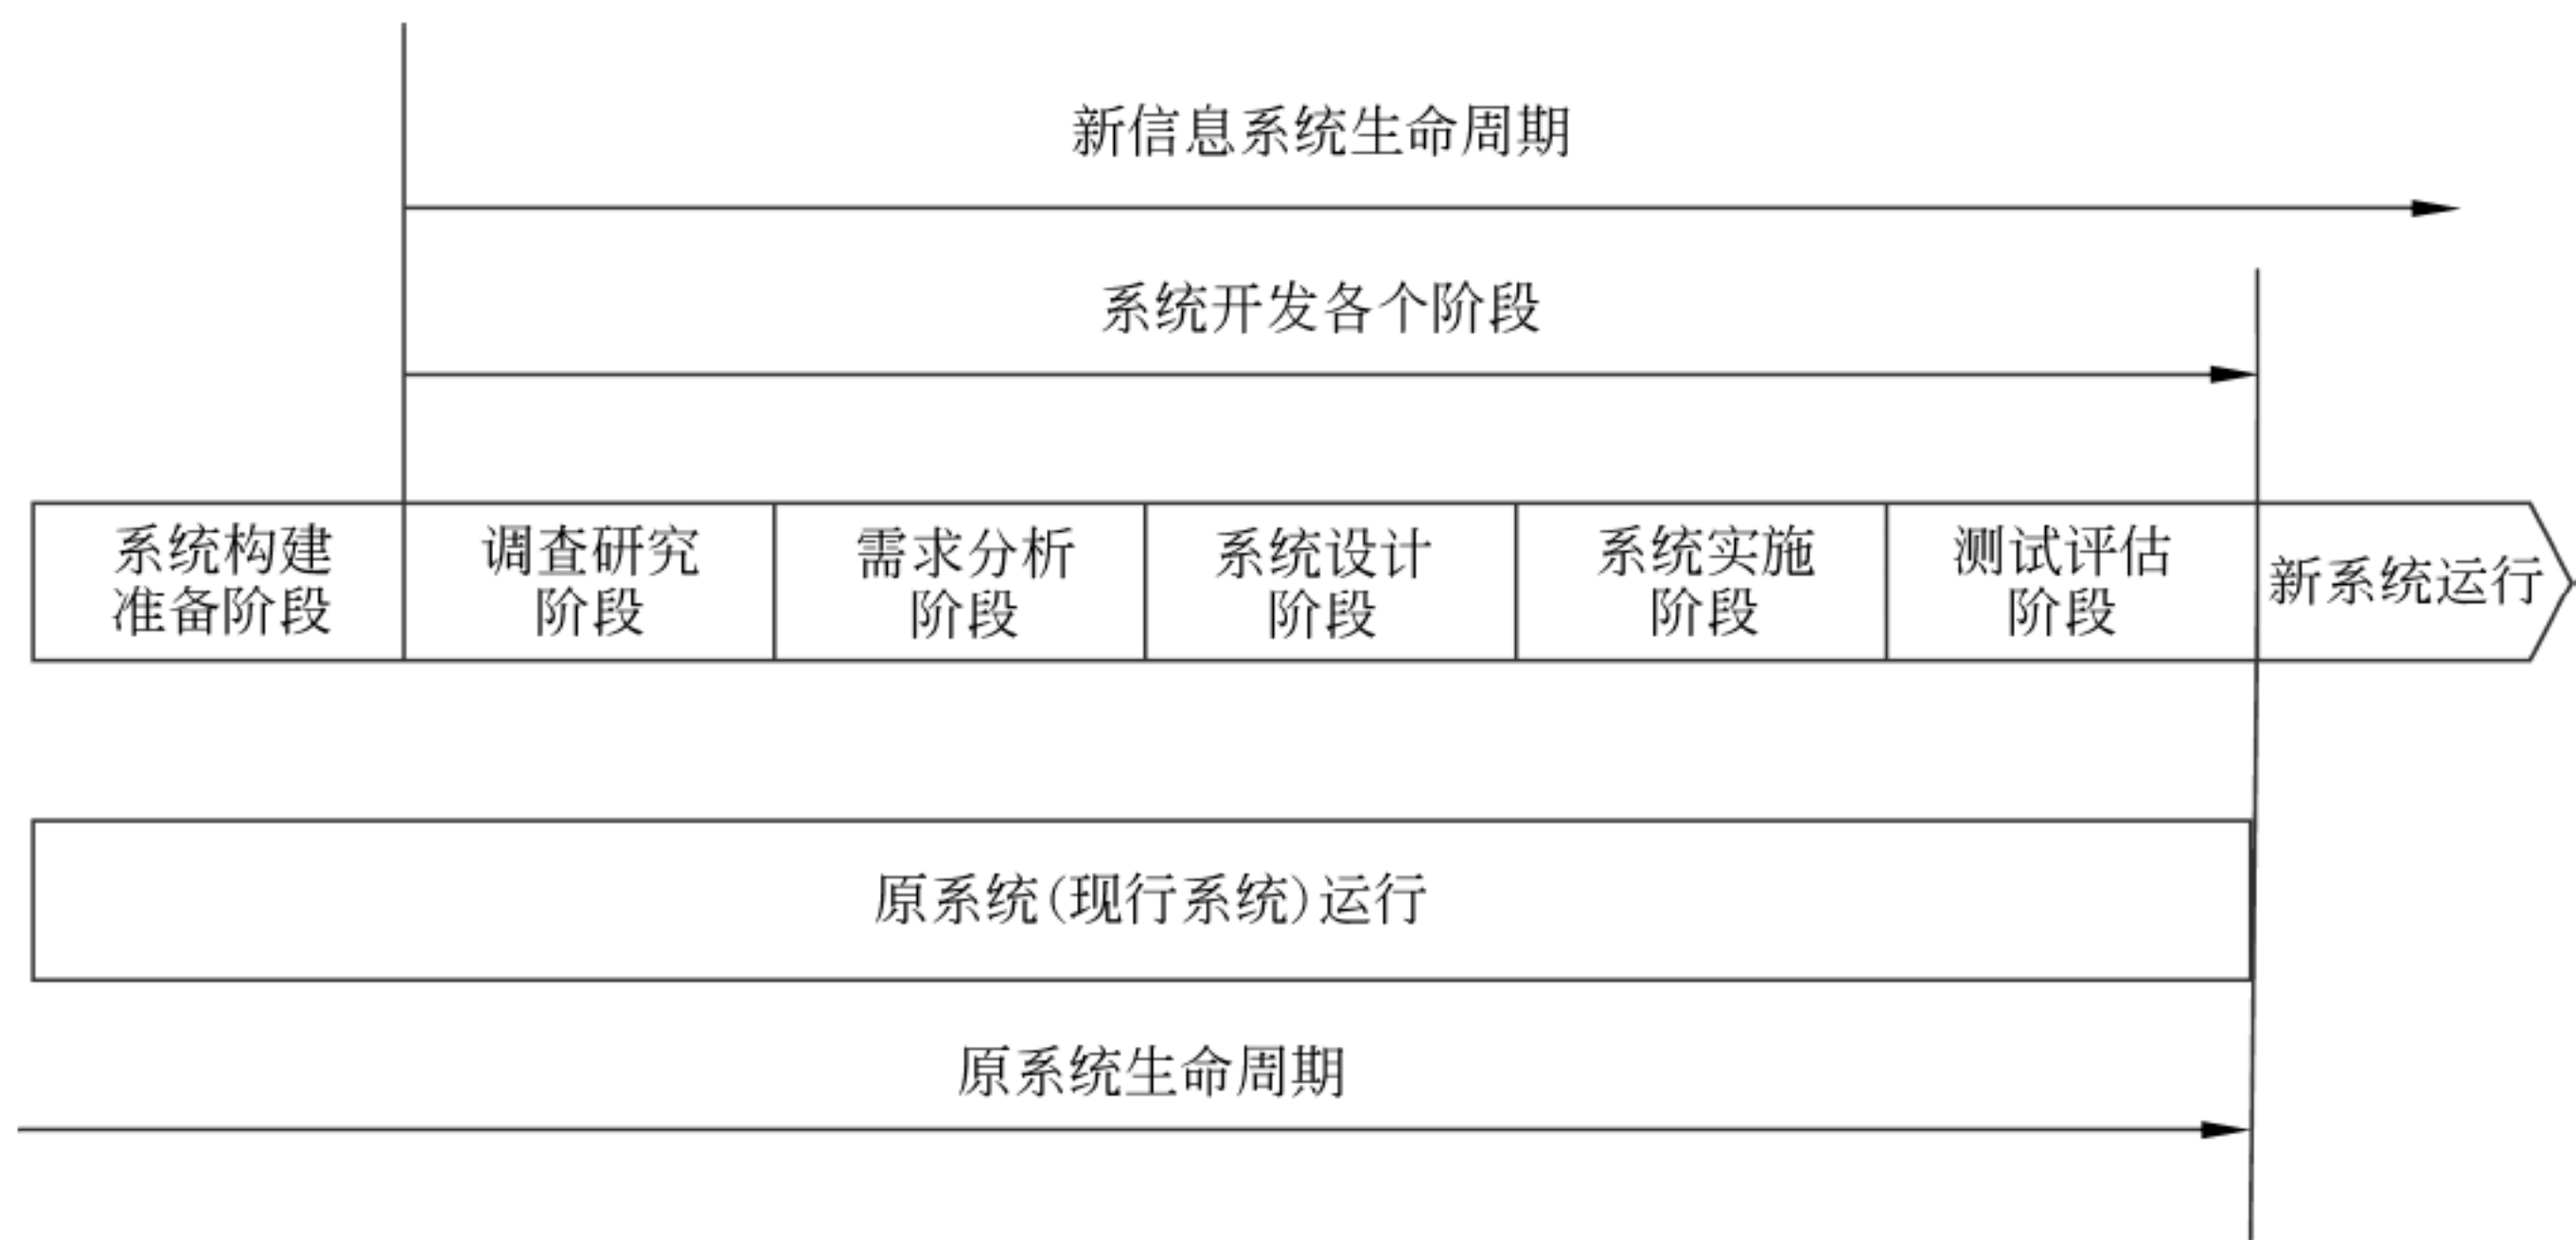 新信息系统生命周期
系统开发各个阶段
系统构建
准备阶段
调查研究
阶段
需求分析
阶段
系统设计
阶段
系统实施
阶段
测试评估
阶段
新系统运行
原系统(现行系统)运行
原系统生命周期